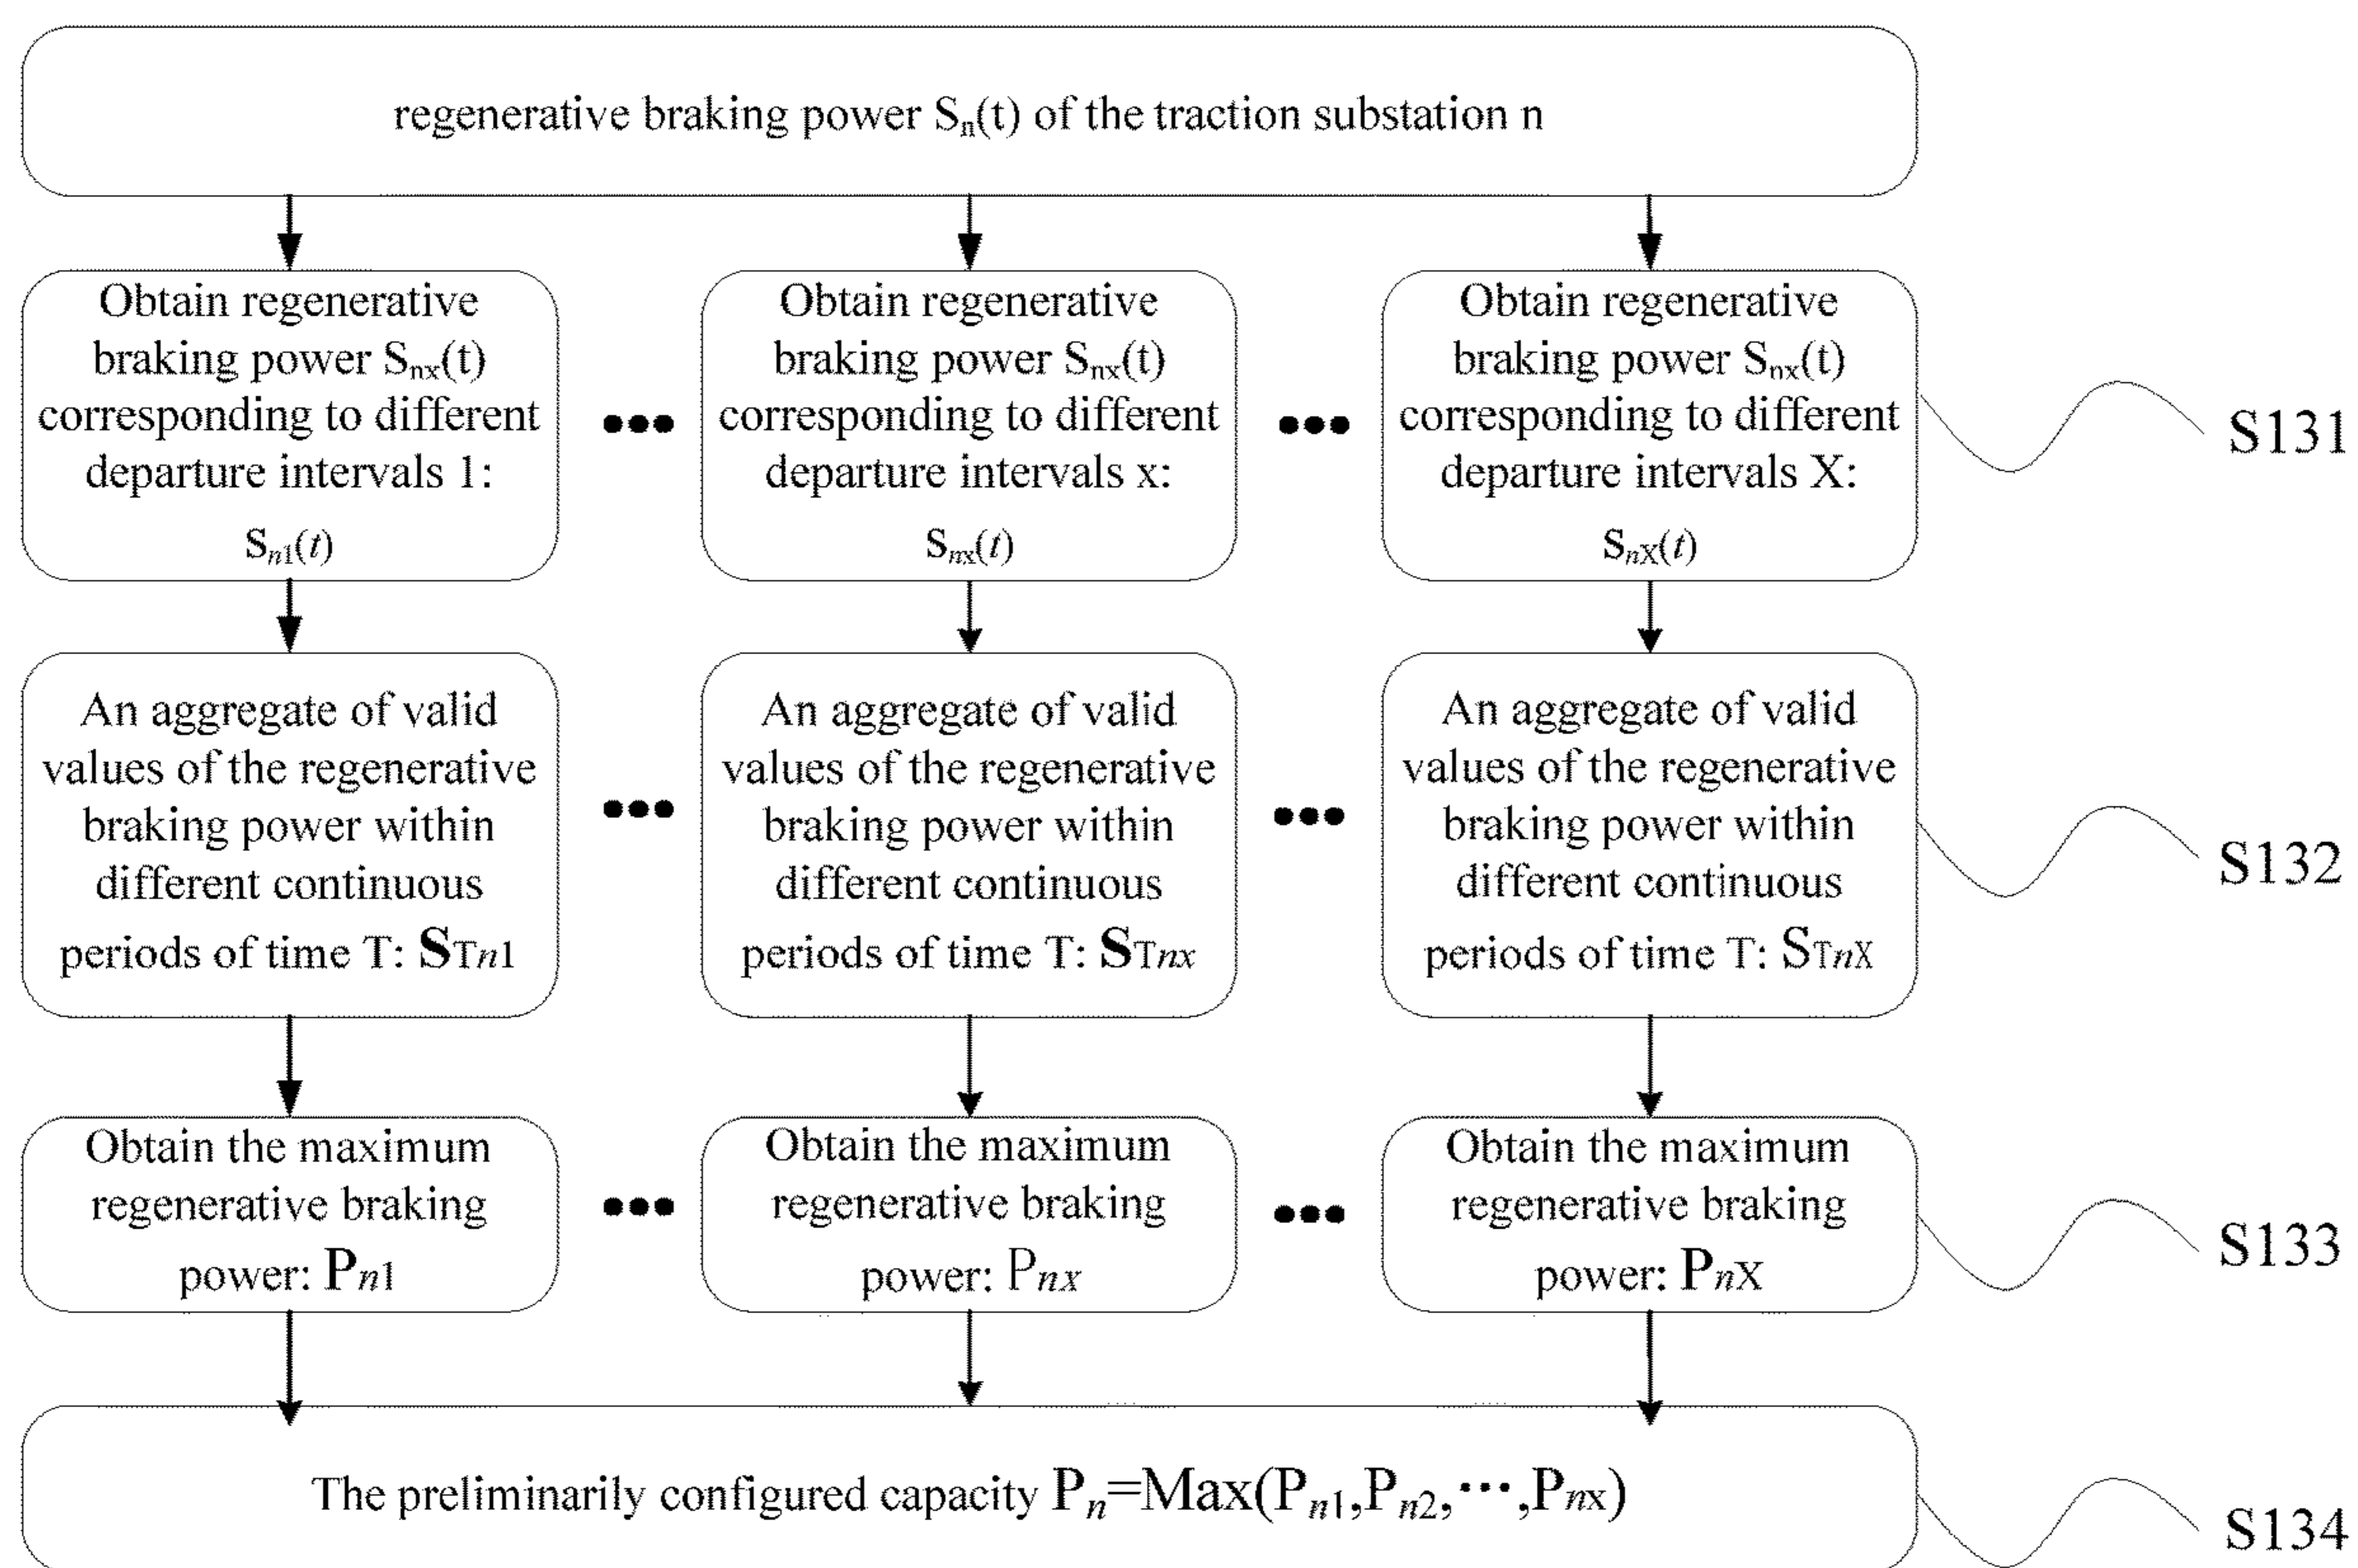 regenerative braking power Sn(t) of the traction substation n
Obtain regenerative
braking power Snx(t)
corresponding to different
departure intervals 1:
Sn1(t)
Obtain regenerative
braking power Snx(t)
corresponding to different
departure intervals x:
Snx(t)
Obtain regenerative
braking power Snx(t)
corresponding to different
departure intervals X:
SnX(t)
S131
An aggregate of valid
values of the regenerative
braking power within
different continuous
periods of time T: STn1
An aggregate of valid
values of the regenerative
braking power within
different continuous
periods of time T: STnx
An aggregate of valid
values of the regenerative
braking power within
different continuous
periods of time T: STnX
S132
Obtain the maximum
regenerative braking
power: Pn1
Obtain the maximum
regenerative braking
power: Pnx
Obtain the maximum
regenerative braking
power: PnX
S133
The preliminarily configured capacity Pn=Max(Pn1,Pn2,⋯,Pnx)
S134